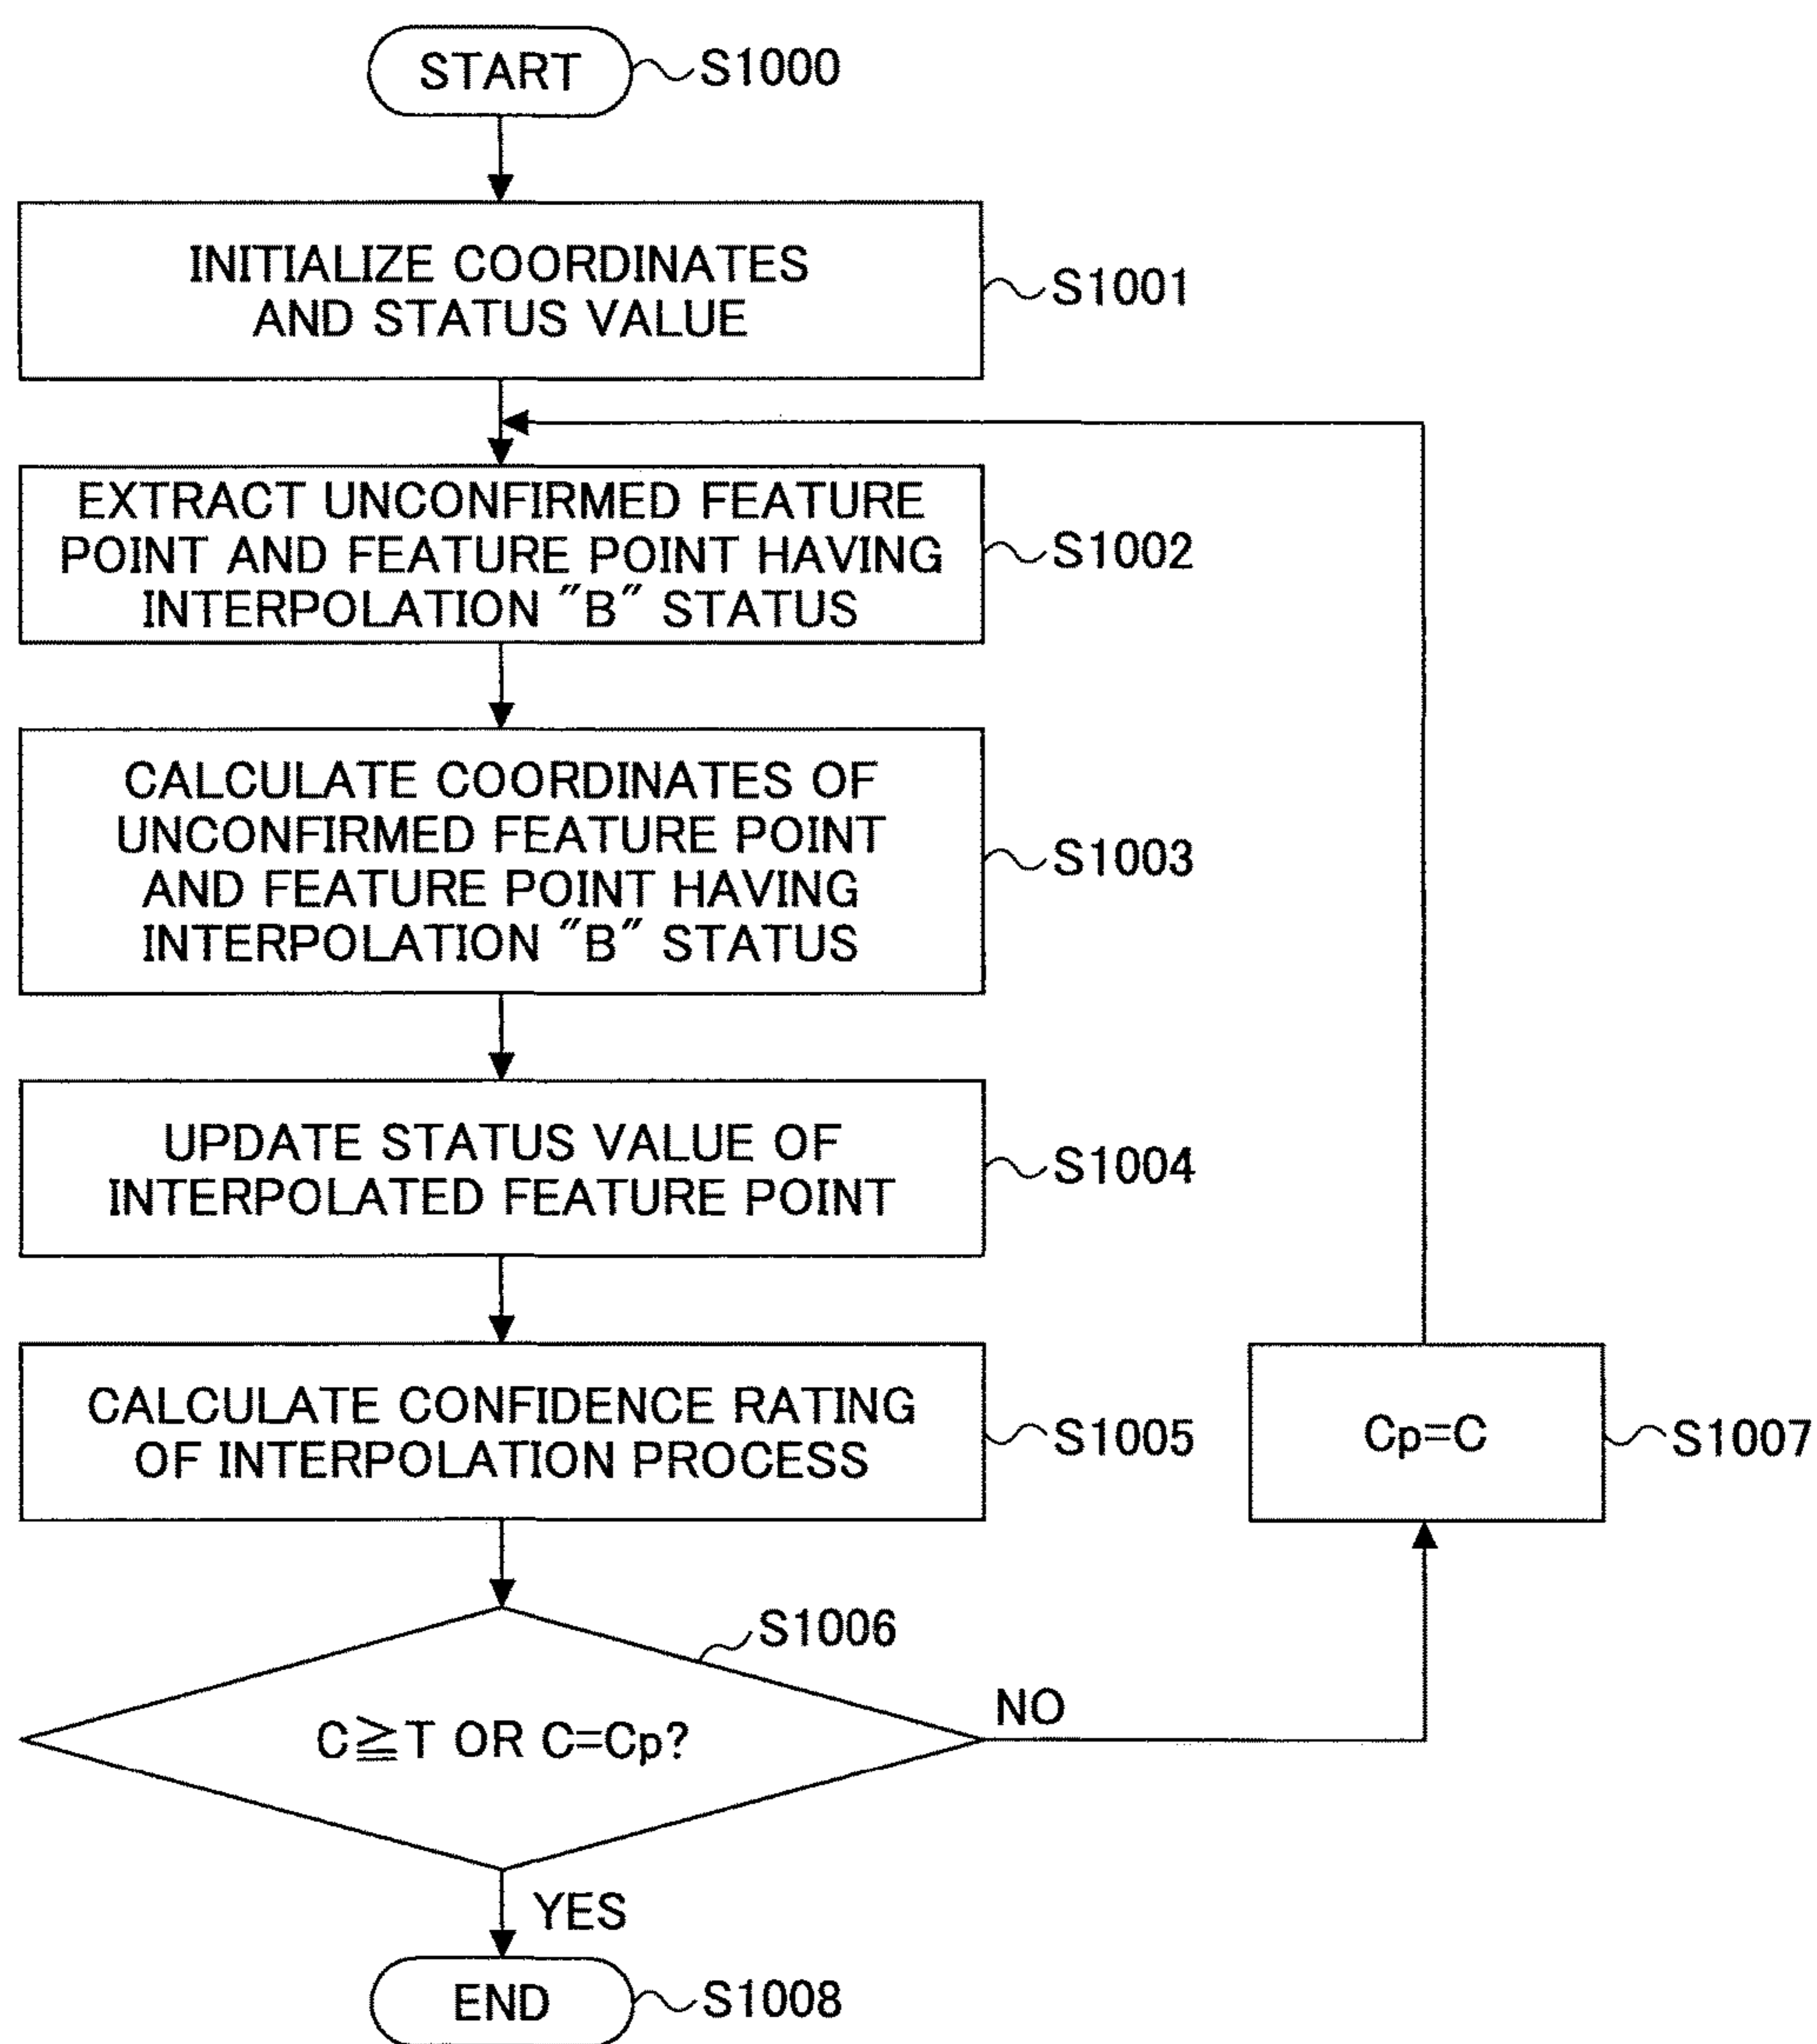 START
S1000
INITIALIZE COORDINATES
AND STATUS VALUE
S1001
EXTRACT UNCONFIRMED FEATURE
POINT AND FEATURE POINT HAVING
INTERPOLATION "B" STATUS
S1002
CALCULATE COORDINATES OF
UNCONFIRMED FEATURE POINT
AND FEATURE POINT HAVING
INTERPOLATION "B" STATUS
S1003
UPDATE STATUS VALUE OF
INTERPOLATED FEATURE POINT
S1004
CALCULATE CONFIDENCE RATING
OF INTERPOLATION PROCESS
S1005
Cp=C
S1007
S1006
C≧T OR C=Cp?
NO
YES
END
S1008